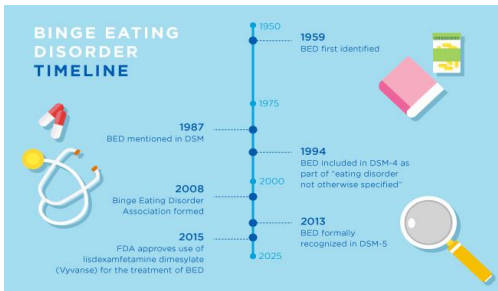 BINGE EATING
DISORDER
TIMELINE
1950
1959
BED first identified
1975
1987
BED mentioned in DSM
1994
BED included in DSM-4 as
part of "eating disorder
not otherwise specified"
2000
2008
Binge Eating Disorder
Association formed
2013
BED formally
recognized in DSM-5
2015
FDA approves use of
lisdexamfetamine dimesylate
(Vyvanse) for the treatment of BED
2025